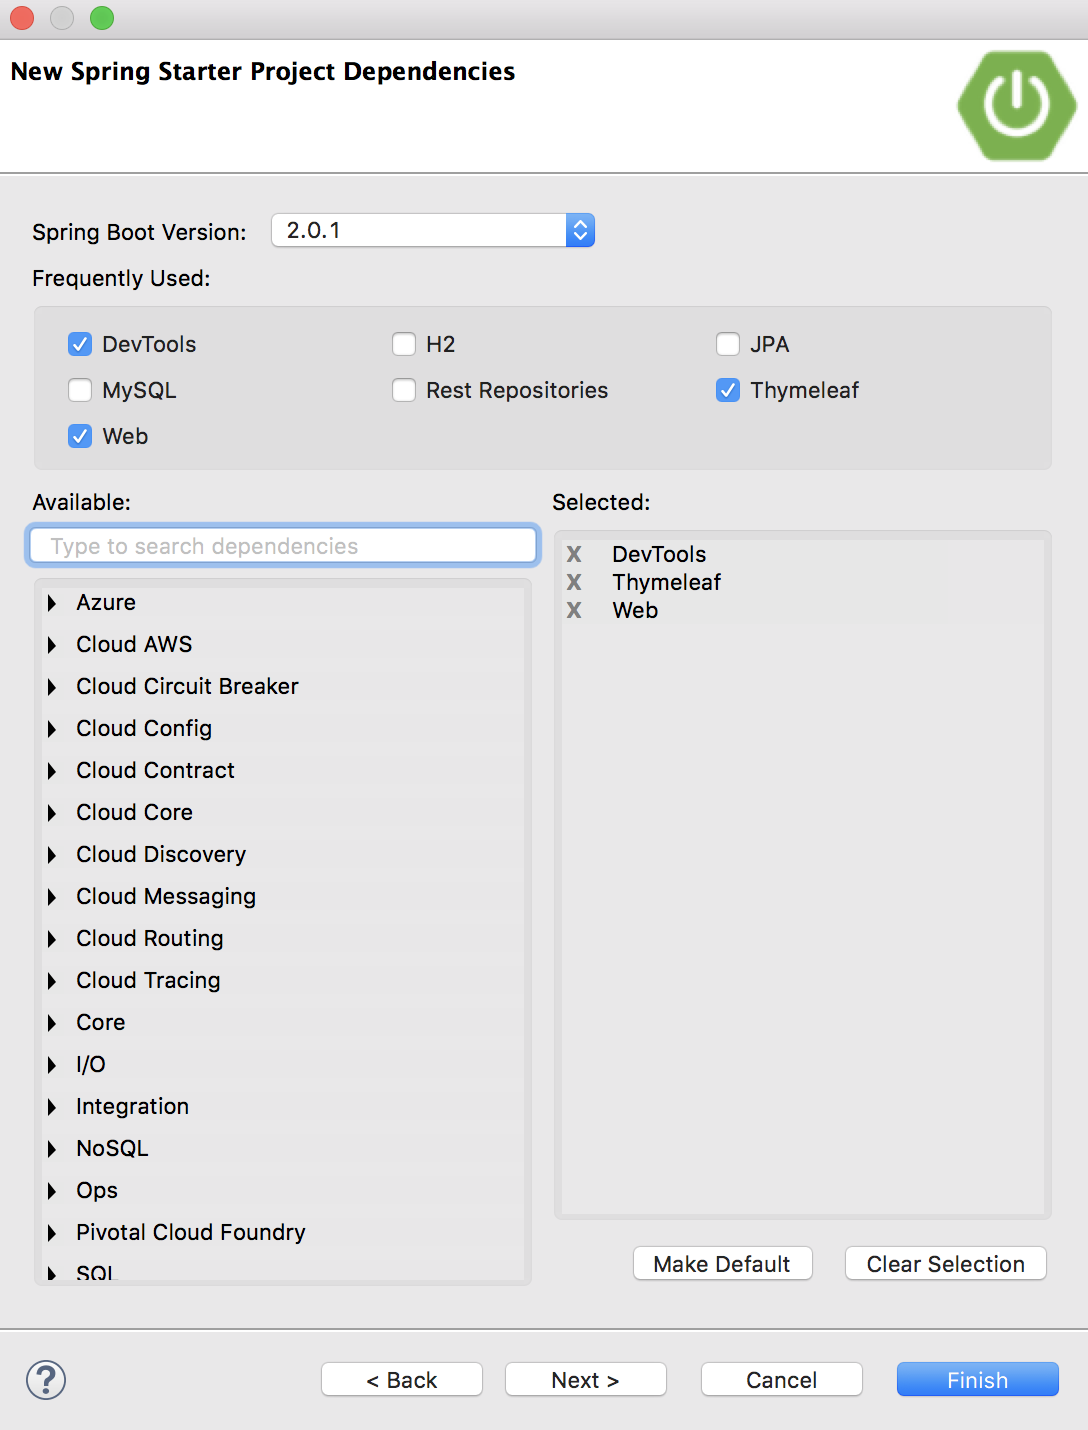 New Spring Starter Project Dependencies
Spring Boot Version: 2.0.1
Frequently Used:
DevTools H2 JPA
MySQL Rest Repositories Thymeleaf
Web
Available:
Type to search dependencies
Azure
Cloud AWS
Cloud Circuit Breaker
Cloud Config
Cloud Contract
Cloud Core
Cloud Discovery
Cloud Messaging
Cloud Routing
Cloud Tracing
Core
I/O
Integration
NoSQL
Ops
Pivotal Cloud Foundry
SQL
Selected:
X DevTools
X Thymeleaf
X Web
Make Default Clear Selection
? < Back Next > Cancel Finish